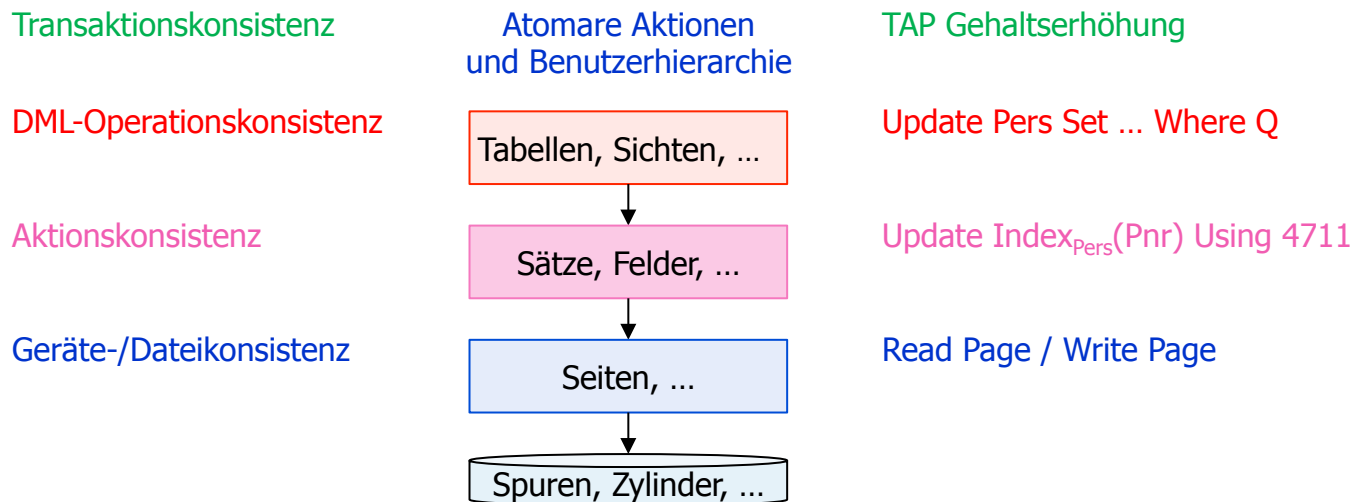 Transaktionskonsistenz
Atomare Aktionen
und Benutzerhierarchie
TAP Gehaltserhöhung
DML-Operationskonsistenz
Tabellen, Sichten, …
Update Pers Set … Where Q
Aktionskonsistenz
Sätze, Felder, …
Update Index_Pers(Pnr) Using 4711
Geräte-/Dateikonsistenz
Seiten, …
Read Page / Write Page
Spuren, Zylinder, …